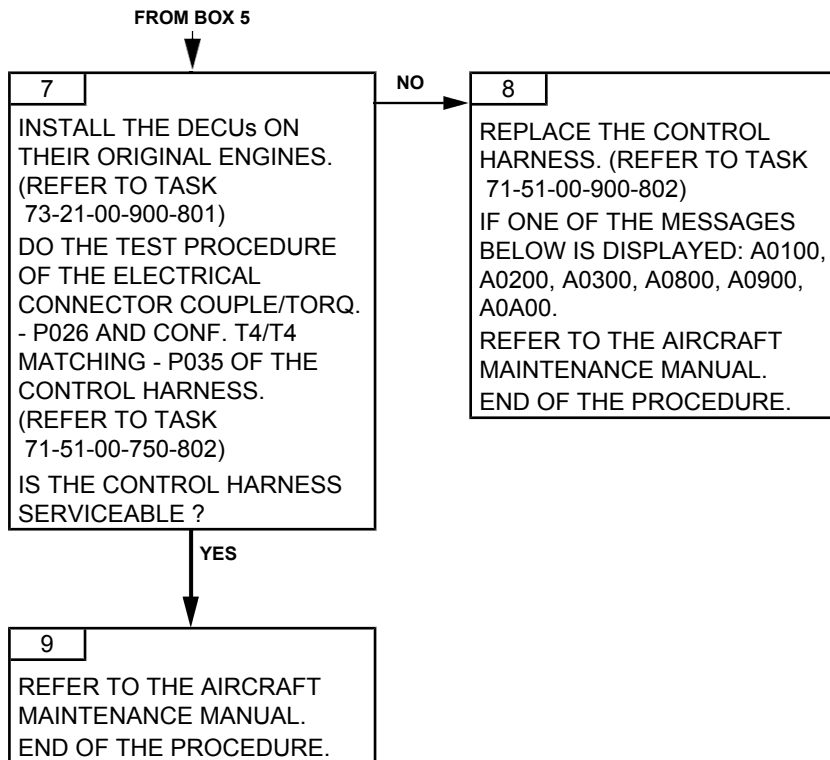 FROM BOX 5
7
INSTALL THE DECUs ON
THEIR ORIGINAL ENGINES.
(REFER TO TASK
73-21-00-900-801)
DO THE TEST PROCEDURE
OF THE ELECTRICAL
CONNECTOR COUPLE/TORQ.
- P026 AND CONF. T4/T4
MATCHING - P035 OF THE
CONTROL HARNESS.
(REFER TO TASK
71-51-00-750-802)
IS THE CONTROL HARNESS
SERVICEABLE ?
NO
8
REPLACE THE CONTROL
HARNESS. (REFER TO TASK
71-51-00-900-802)
IF ONE OF THE MESSAGES
BELOW IS DISPLAYED: A0100,
A0200, A0300, A0800, A0900,
A0A00.
REFER TO THE AIRCRAFT
MAINTENANCE MANUAL.
END OF THE PROCEDURE.
YES
9
REFER TO THE AIRCRAFT
MAINTENANCE MANUAL.
END OF THE PROCEDURE.